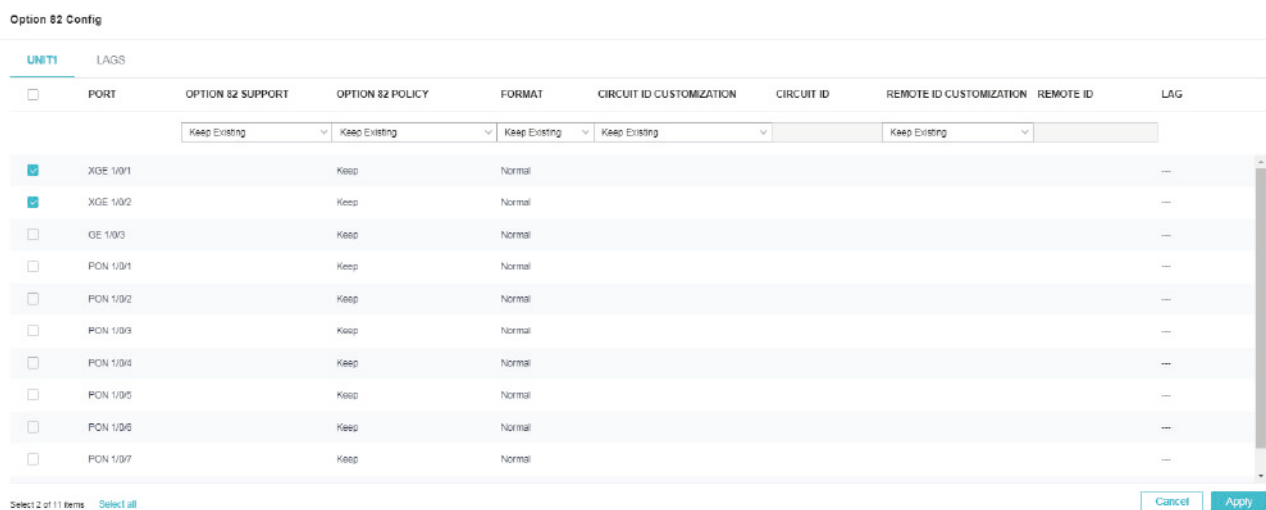 Option 82 Config
UNIT1 LAGS
PORT OPTION 82 SUPPORT OPTION 82 POLICY FORMAT CIRCUIT ID CUSTOMIZATION CIRCUIT ID REMOTE ID CUSTOMIZATION REMOTE ID LAG
Keep Existing Keep Existing Keep Existing Keep Existing Keep Existing
XGE 1/0/1 Keep Normal ---
XGE 1/0/2 Keep Normal ---
GE 1/0/3 Keep Normal ---
PON 1/0/1 Keep Normal ---
PON 1/0/2 Keep Normal ---
PON 1/0/3 Keep Normal ---
PON 1/0/4 Keep Normal ---
PON 1/0/5 Keep Normal ---
PON 1/0/6 Keep Normal ---
PON 1/0/7 Keep Normal ---
Select 2 of 11 items Select all Cancel Apply